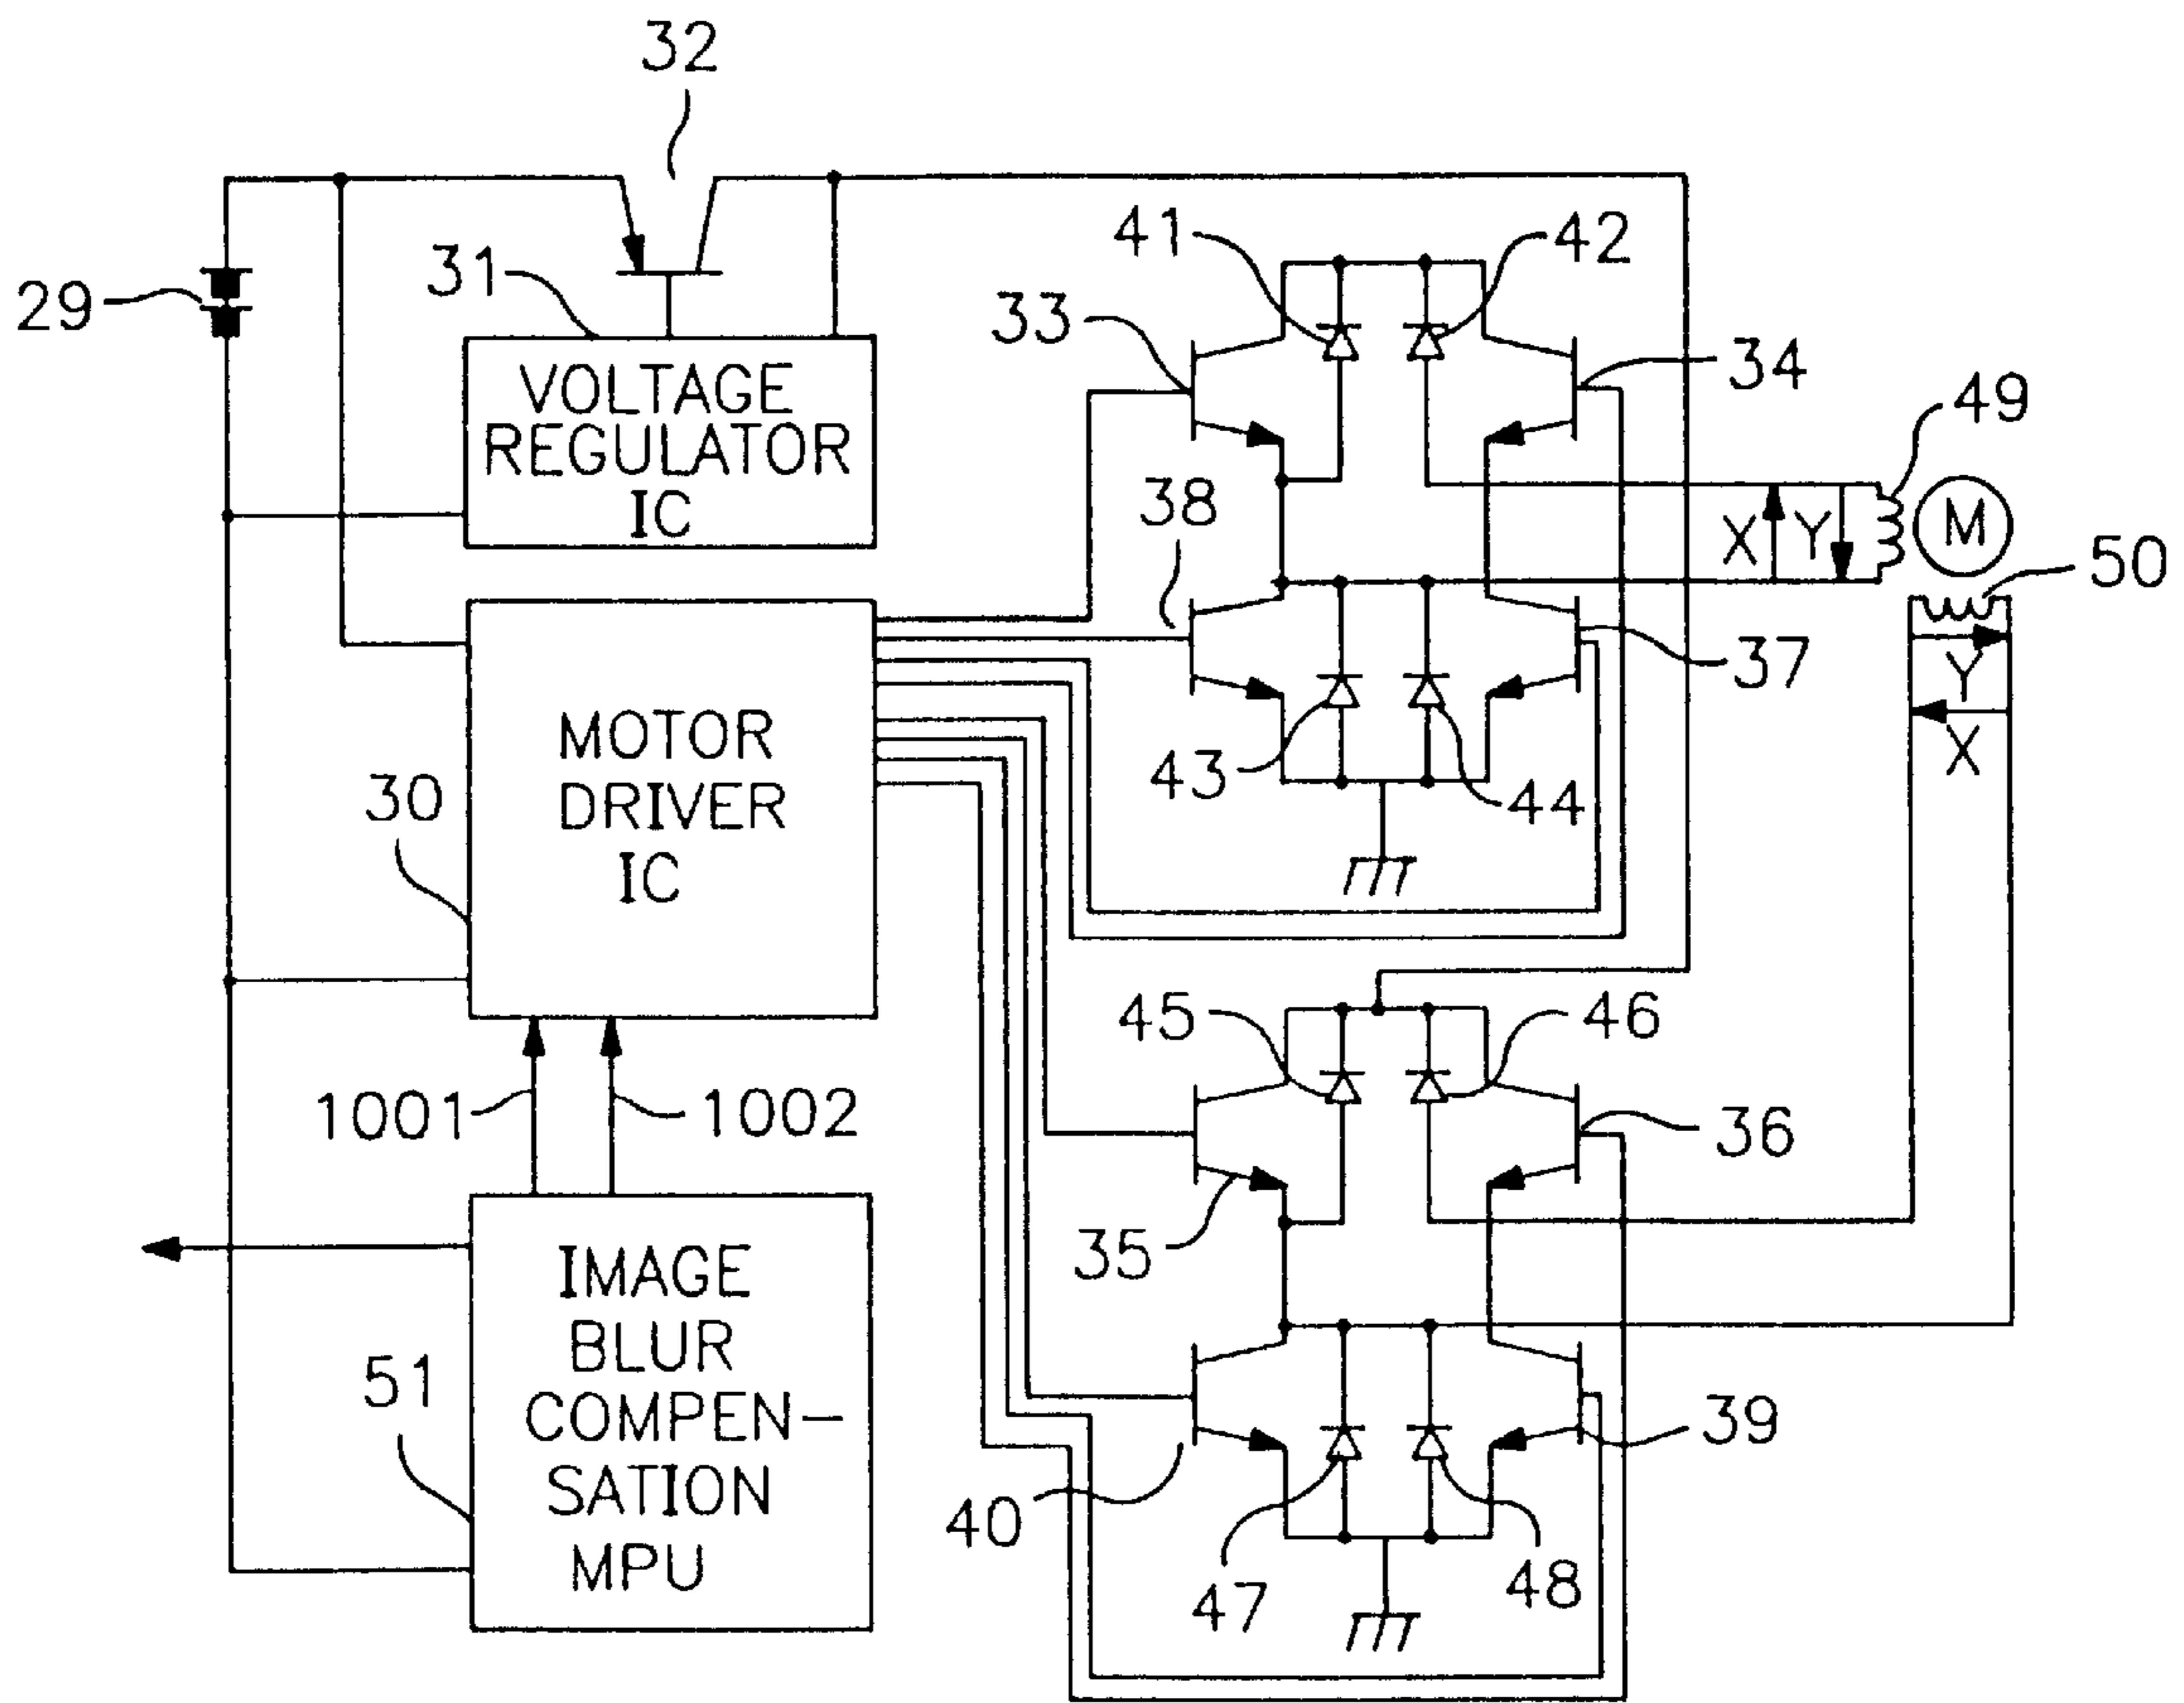 32
41
42
31
29
33
34
49
VOLTAGE
REGULATOR
IC
38
X Y
M
50
37
Y
X
MOTOR
DRIVER
IC
30
43
44
45
46
1001
1002
36
35
IMAGE
BLUR
COMPEN-
SATION
MPU
51
39
40
47
48